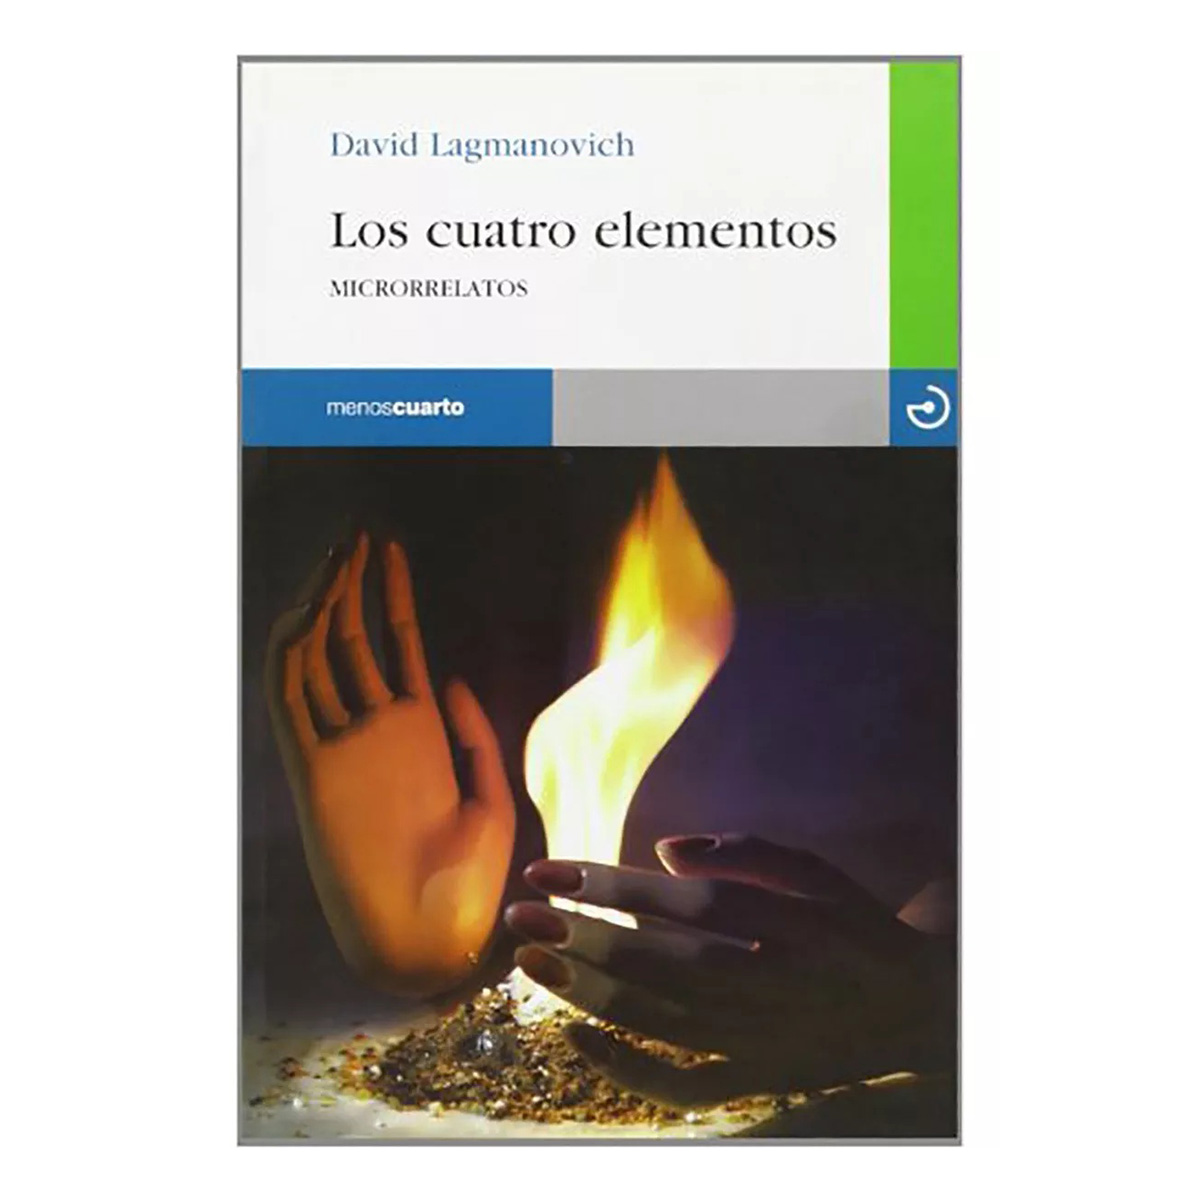 David Lagmanovich
Los cuatro elementos
MICRORRELATOS
menoscuarto